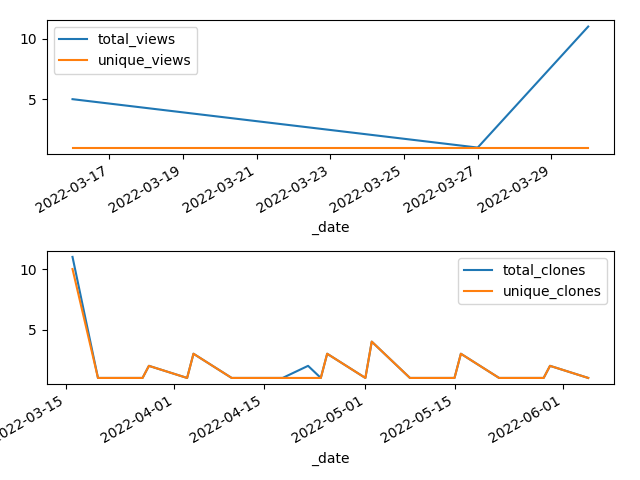 10
5
total_views
unique_views
2022-03-17
2022-03-19
2022-03-21
2022-03-23
2022-03-25
2022-03-27
2022-03-29
_date
10
5
total_clones
unique_clones
2022-03-15
2022-04-01
2022-04-15
2022-05-01
2022-05-15
2022-06-01
_date